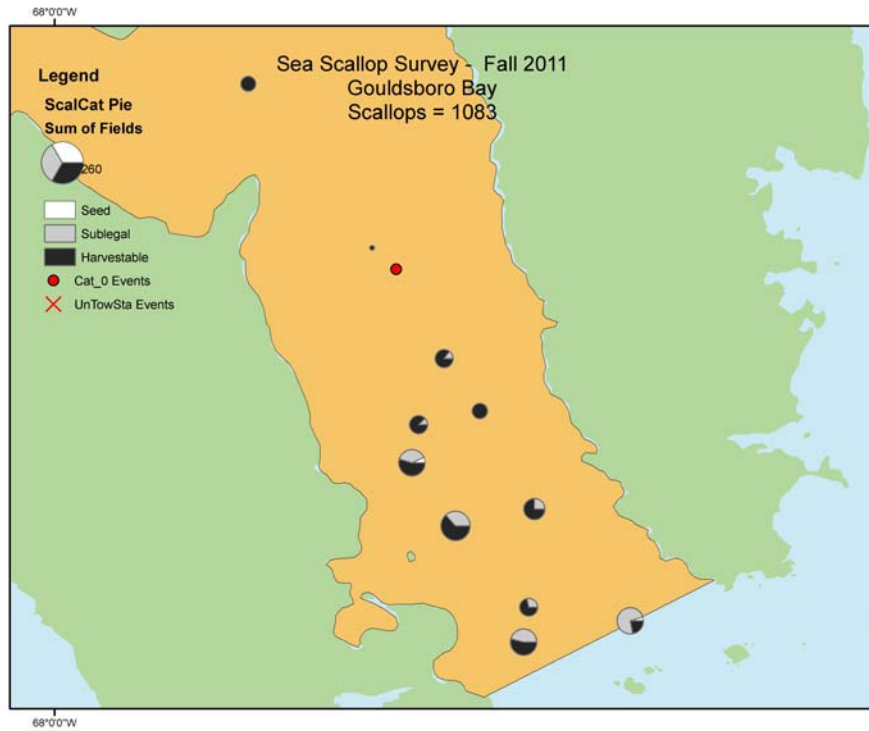 68°0'0"W
Sea Scallop Survey - Fall 2011
Gouldsboro Bay
Scallops = 1083
Legend
ScalCat Pie
Sum of Fields
260
Seed
Sublegal
Harvestable
Cat_0 Events
UnTowSta Events
68°0'0"W